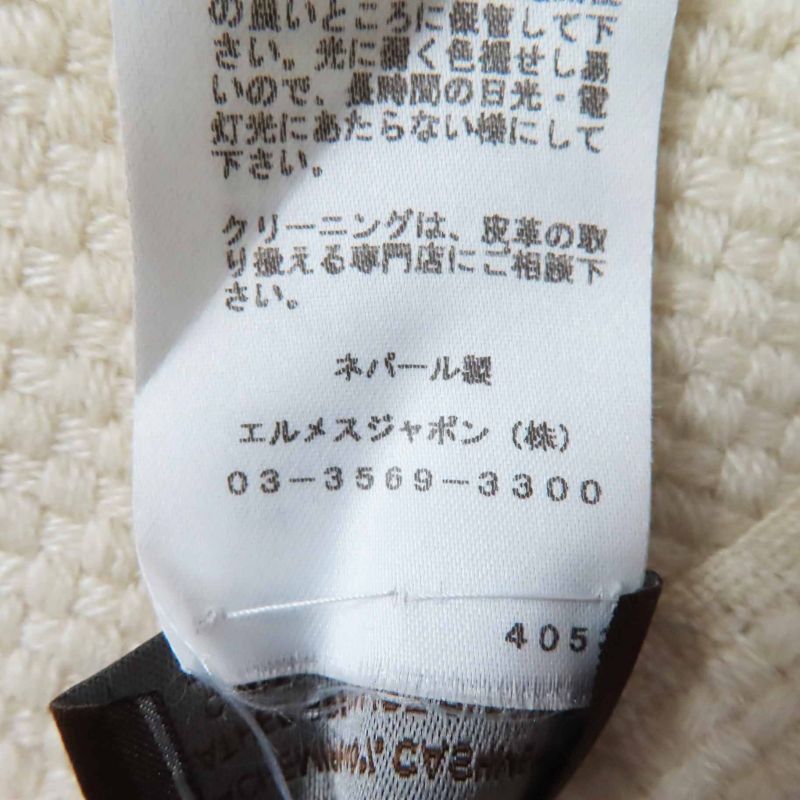 の良いところに保管して下
さい。光に弱く色褪せし易
いので、長時間の日光・電
灯光にあたらない様にして
下さい。
クリーニングは、皮革の取
り扱える専門店にご相談下
さい。
ネパール製
エルメスジャポン（株）
03-3569-3300
405